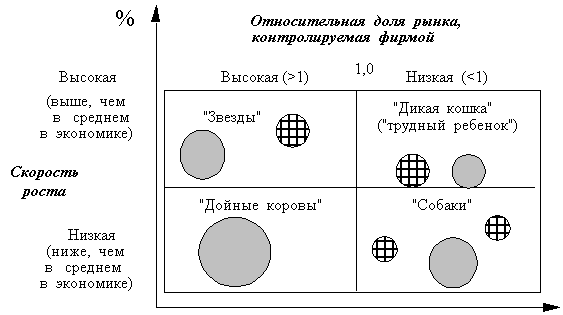 %
Относительная доля рынка,
контролируемая фирмой
Высокая
Высокая (>1)
1,0
Низкая (<1)
(выше, чем
в среднем
в экономике)
"Звезды"
"Дикая кошка"
("трудный ребенок")
Скорость
роста
"Дойные коровы"
"Собаки"
Низкая
(ниже, чем
в среднем
в экономике)